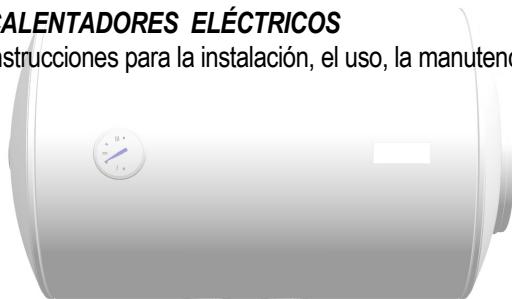 CALENTADORES ELÉCTRICOS
nstrucciones para la instalación, el uso, la manutenc